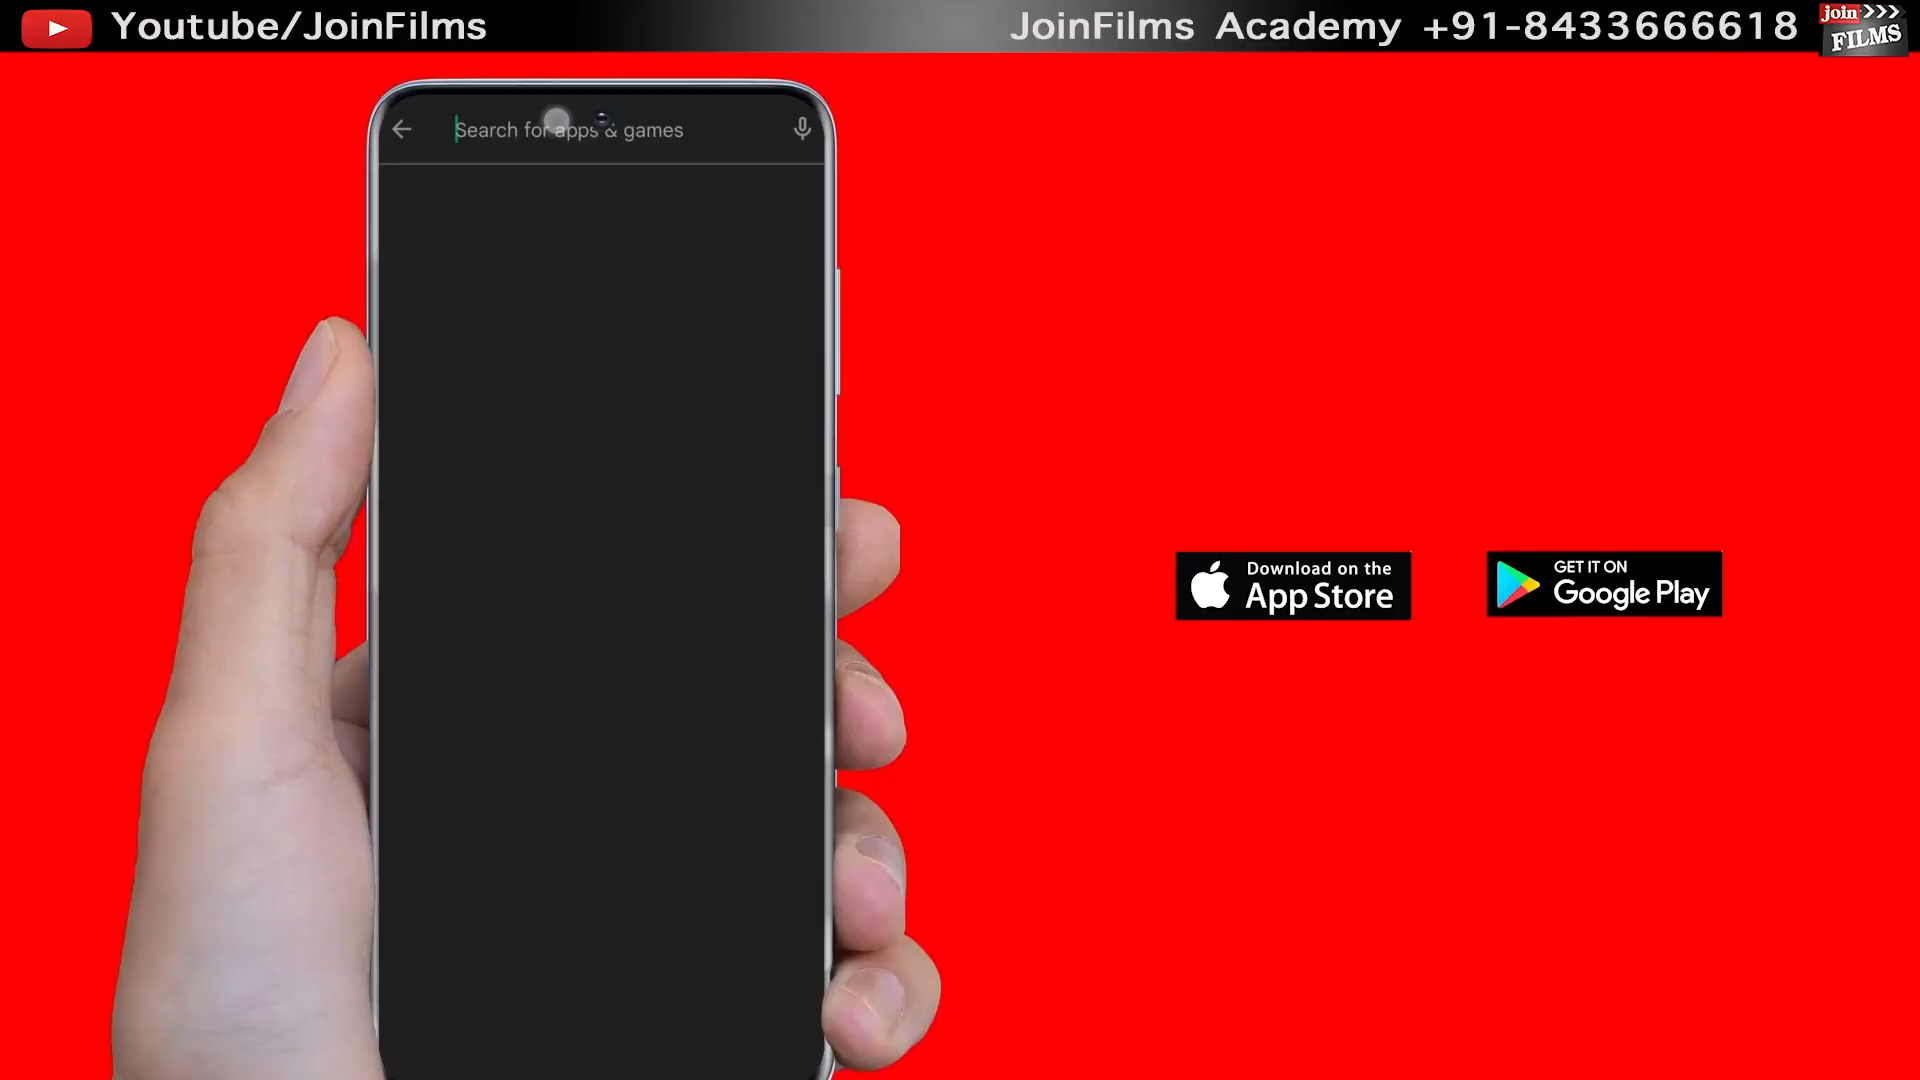 Youtube/JoinFilms
JoinFilms Academy +91-8433666618
join
FILMS
Search for apps & games
Download on the
App Store
GET IT ON
Google Play